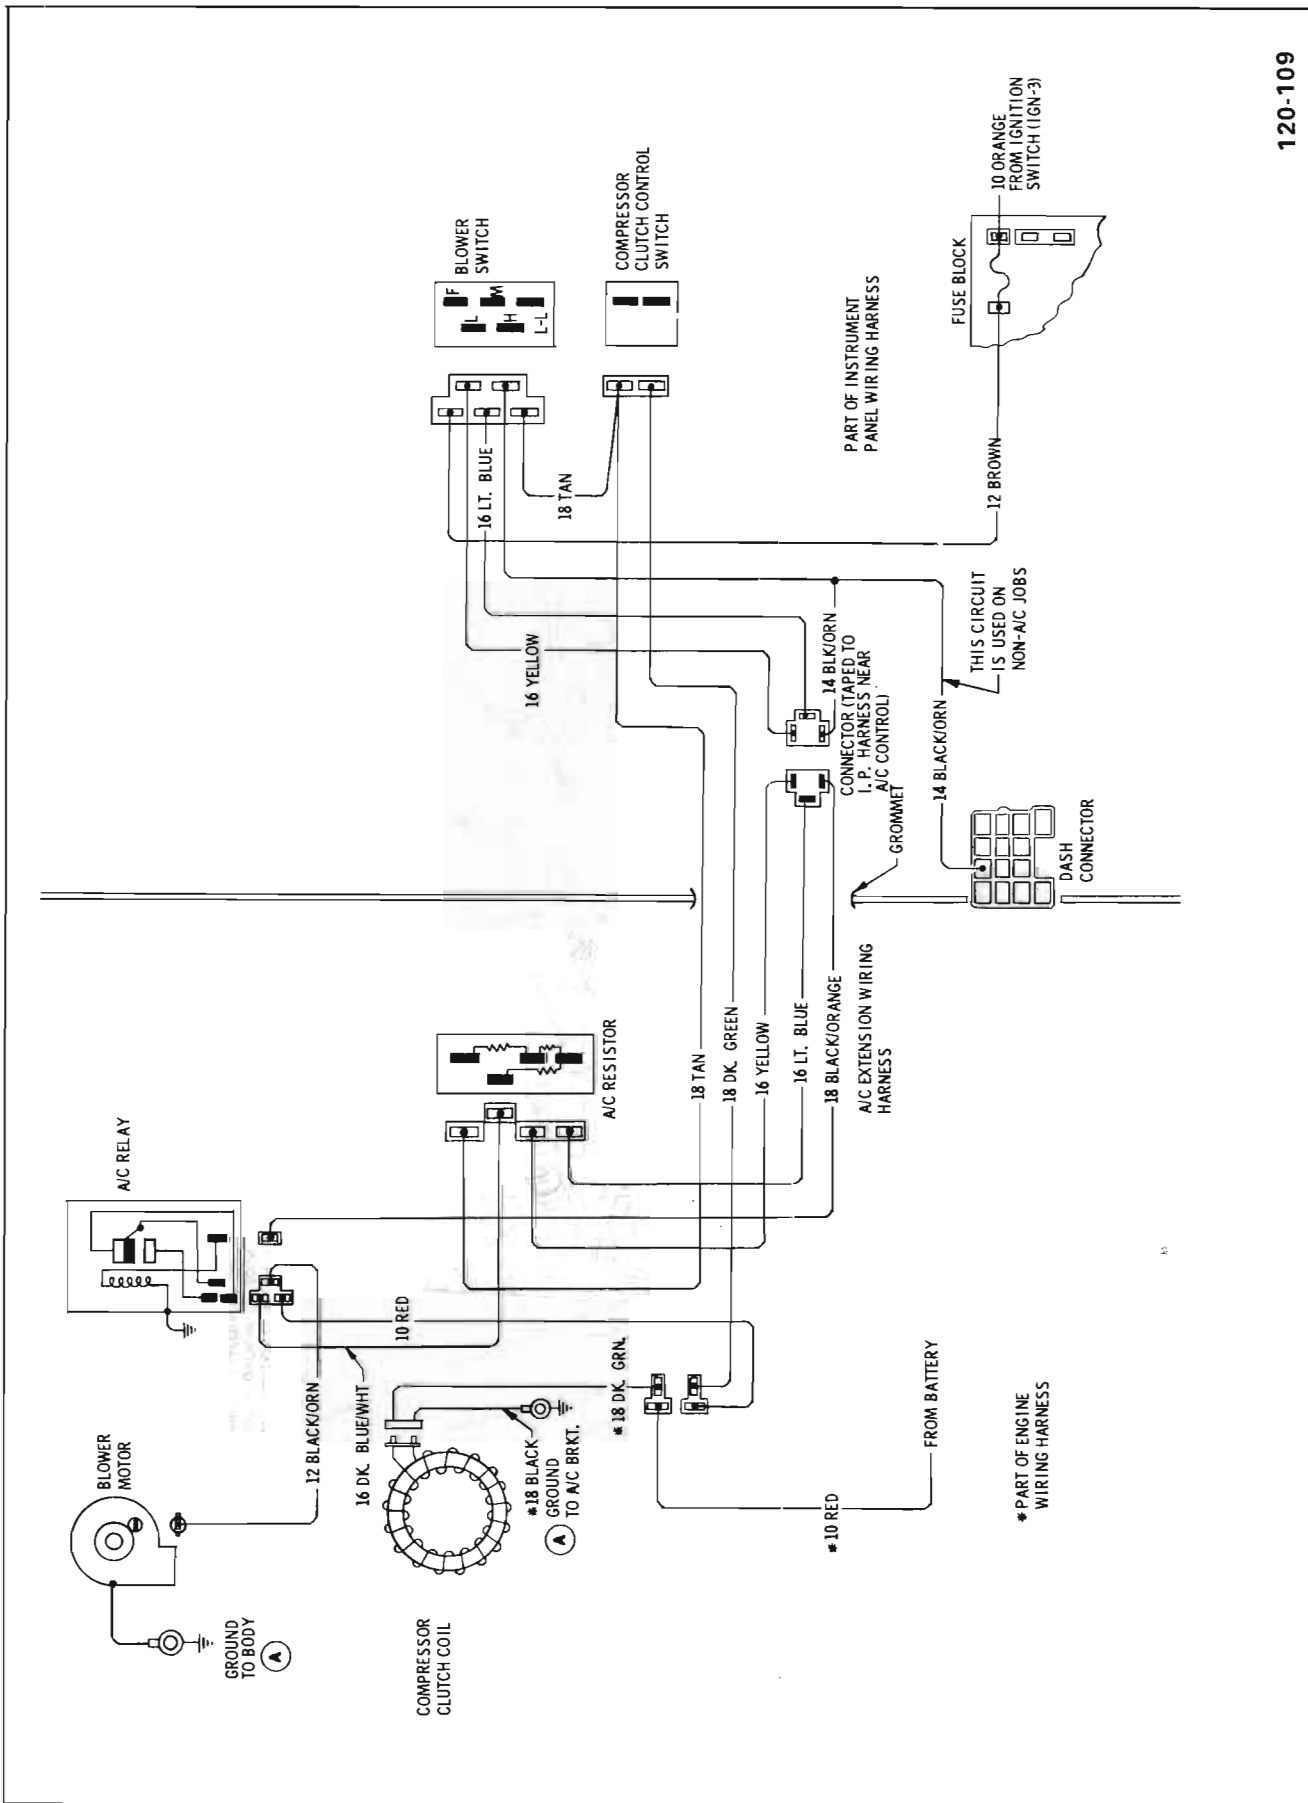 120-109
BLOWER
MOTOR
GROUND
TO BODY
A
12 BLACK/ORN
A/C RELAY
16 DK. BLUE/WHT
10 RED
COMPRESSOR
CLUTCH COIL
*18 BLACK
GROUND
TO A/C BRKT.
A
*18 DK. GRN.
A/C RESISTOR
18 TAN
18 DK. GREEN
16 YELLOW
16 LT. BLUE
18 BLACK/ORANGE
A/C EXTENSION WIRING
HARNESS
*10 RED
FROM BATTERY
*PART OF ENGINE
WIRING HARNESS
BLOWER
SWITCH
F
M
L
H
L-L
COMPRESSOR
CLUTCH CONTROL
SWITCH
16 LT. BLUE
18 TAN
16 YELLOW
14 BLK/ORN
CONNECTOR (TAPED TO
I.P. HARNESS NEAR
A/C CONTROL)
GROMMET
14 BLACK/ORN
THIS CIRCUIT
IS USED ON
NON-A/C JOBS
DASH
CONNECTOR
PART OF INSTRUMENT
PANEL WIRING HARNESS
FUSE BLOCK
12 BROWN
10 ORANGE
FROM IGNITION
SWITCH (IGN-3)